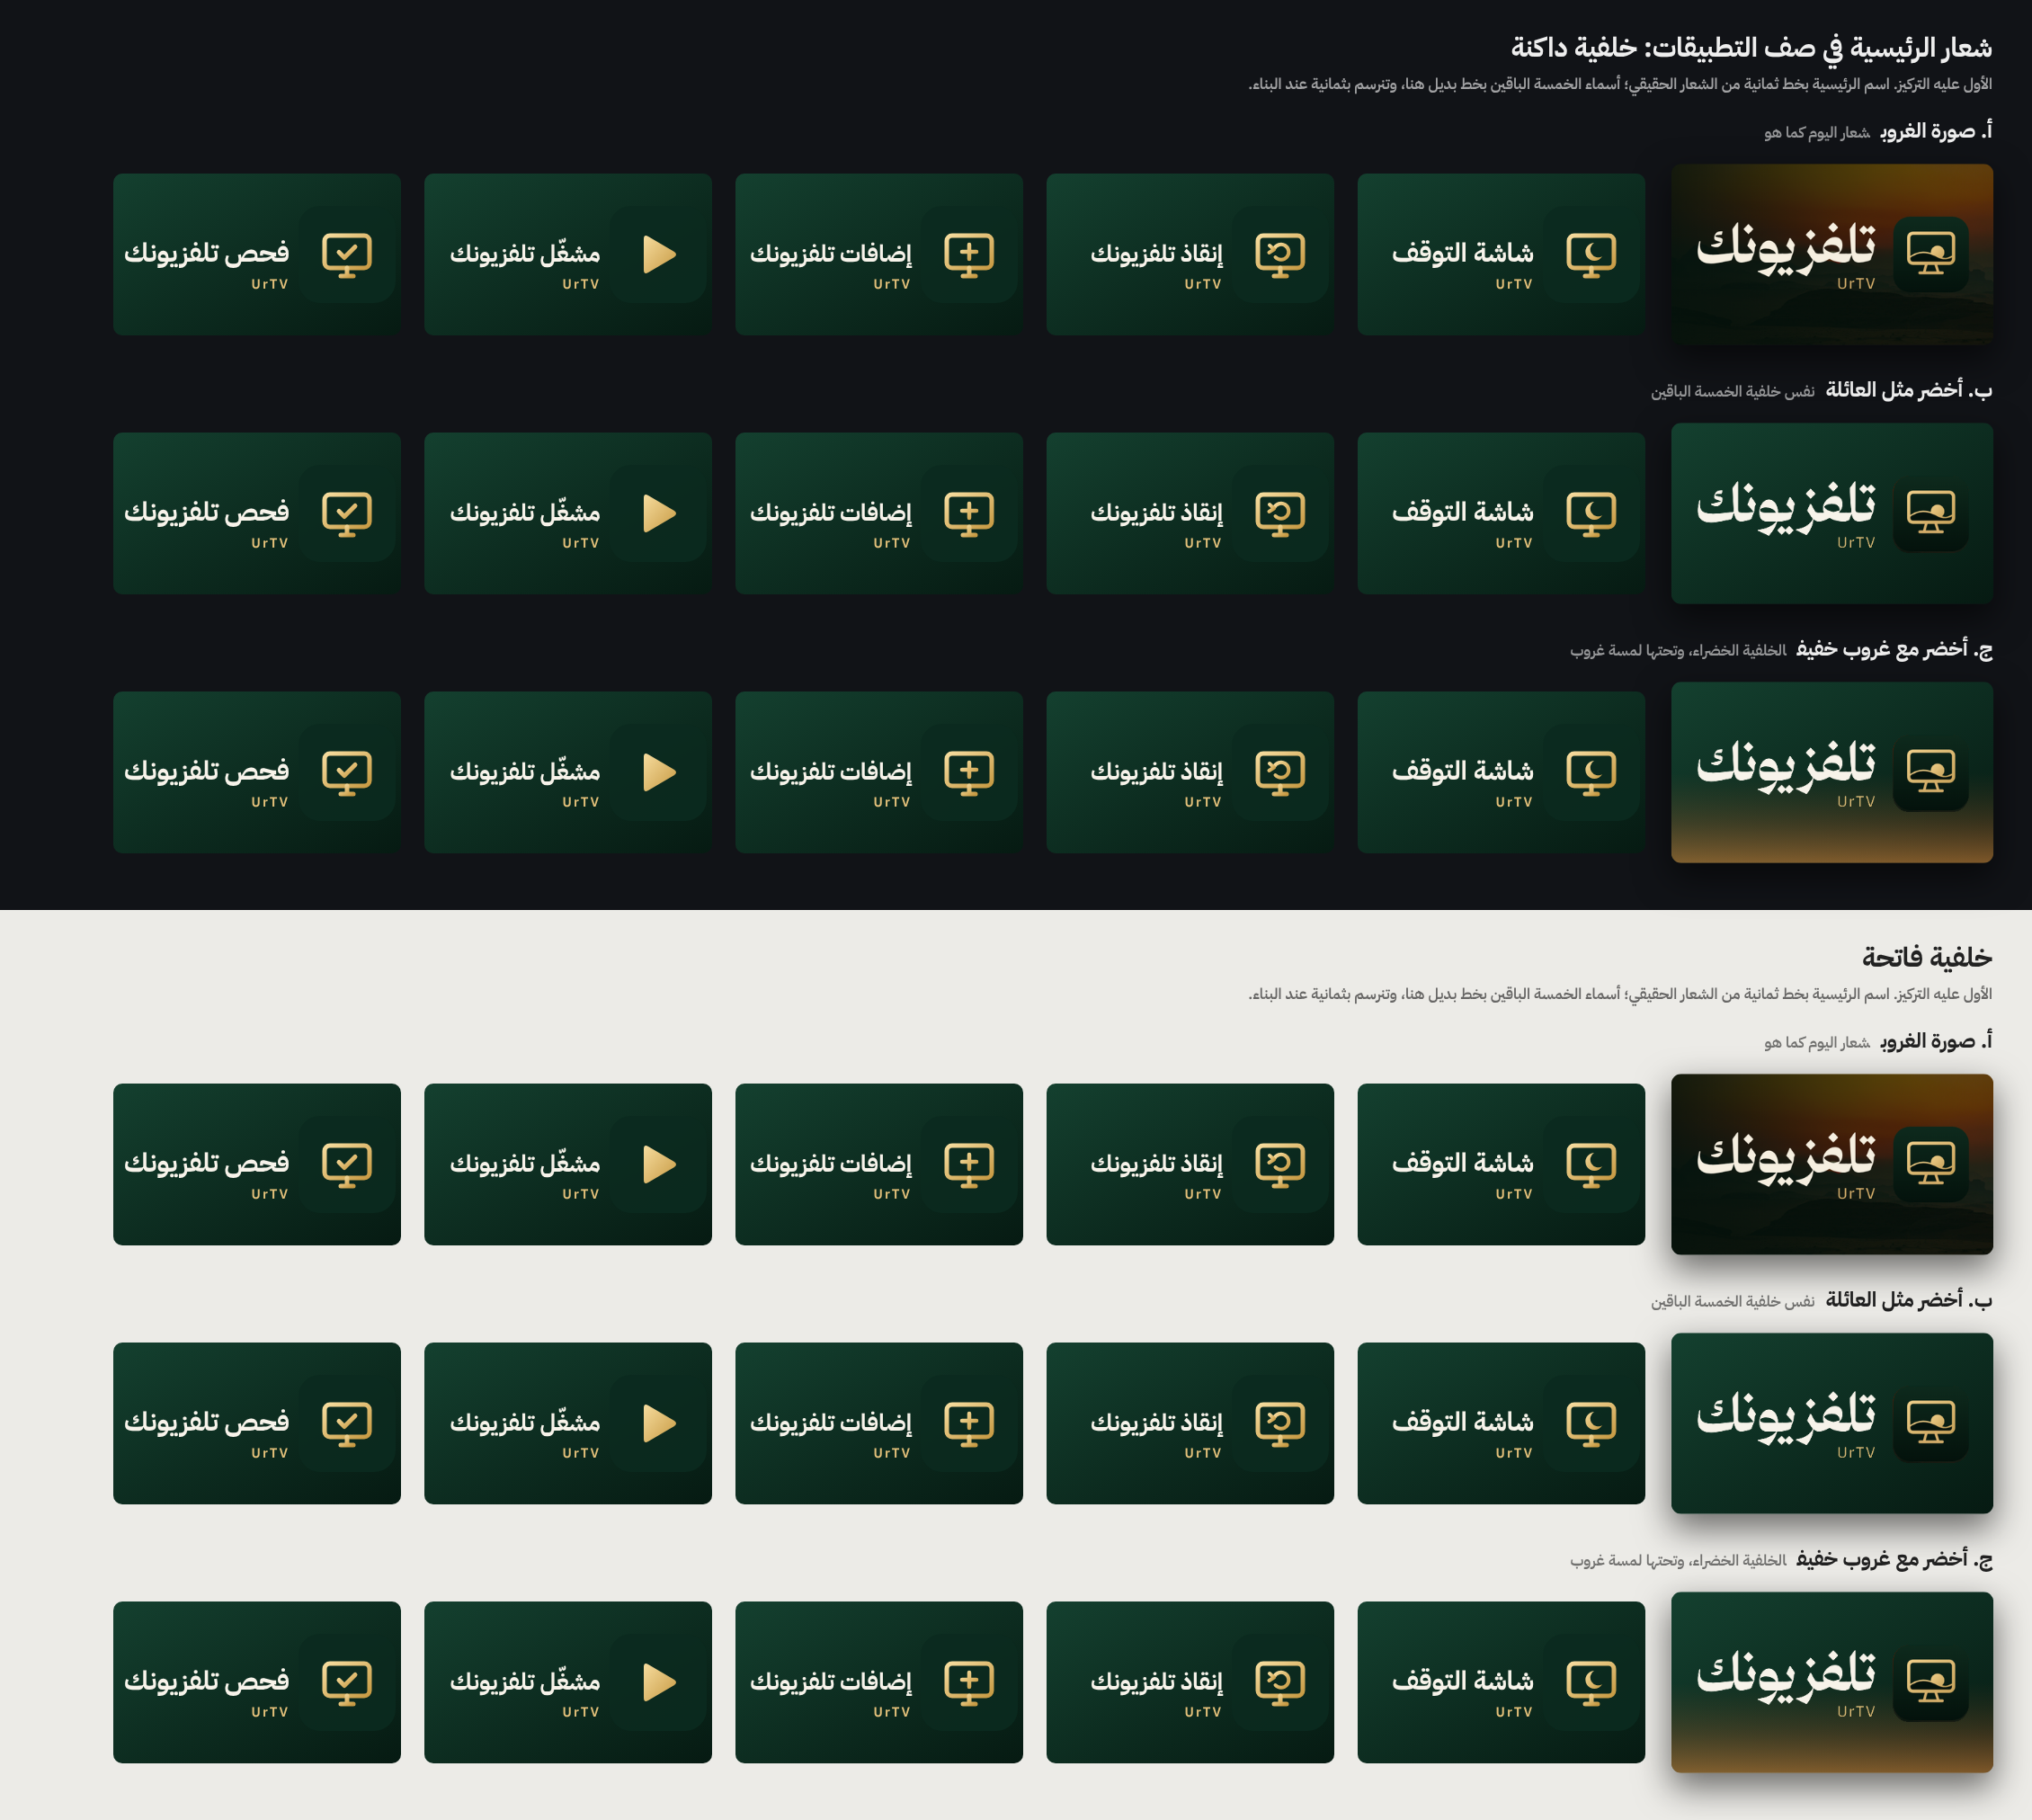 شعار الرئيسية في صف التطبيقات: خلفية داكنة
الأول عليه التركيز. اسم الرئيسية بخط ثمانية من الشعار الحقيقي؛ أسماء الخمسة الباقين بخط بديل هنا، وتنرسم بثمانية عند البناء.
أ. صورة الغروب شعار اليوم كما هو
تلفزيونك
UrTV
شاشة التوقف
UrTV
إنقاذ تلفزيونك
UrTV
إضافات تلفزيونك
UrTV
مشغّل تلفزيونك
UrTV
فحص تلفزيونك
UrTV
ب. أخضر مثل العائلة نفس خلفية الخمسة الباقين
تلفزيونك
UrTV
شاشة التوقف
UrTV
إنقاذ تلفزيونك
UrTV
إضافات تلفزيونك
UrTV
مشغّل تلفزيونك
UrTV
فحص تلفزيونك
UrTV
ج. أخضر مع غروب خفيف الخلفية الخضراء، وتحتها لمسة غروب
تلفزيونك
UrTV
شاشة التوقف
UrTV
إنقاذ تلفزيونك
UrTV
إضافات تلفزيونك
UrTV
مشغّل تلفزيونك
UrTV
فحص تلفزيونك
UrTV
خلفية فاتحة
الأول عليه التركيز. اسم الرئيسية بخط ثمانية من الشعار الحقيقي؛ أسماء الخمسة الباقين بخط بديل هنا، وتنرسم بثمانية عند البناء.
أ. صورة الغروب شعار اليوم كما هو
تلفزيونك
UrTV
شاشة التوقف
UrTV
إنقاذ تلفزيونك
UrTV
إضافات تلفزيونك
UrTV
مشغّل تلفزيونك
UrTV
فحص تلفزيونك
UrTV
ب. أخضر مثل العائلة نفس خلفية الخمسة الباقين
تلفزيونك
UrTV
شاشة التوقف
UrTV
إنقاذ تلفزيونك
UrTV
إضافات تلفزيونك
UrTV
مشغّل تلفزيونك
UrTV
فحص تلفزيونك
UrTV
ج. أخضر مع غروب خفيف الخلفية الخضراء، وتحتها لمسة غروب
تلفزيونك
UrTV
شاشة التوقف
UrTV
إنقاذ تلفزيونك
UrTV
إضافات تلفزيونك
UrTV
مشغّل تلفزيونك
UrTV
فحص تلفزيونك
UrTV